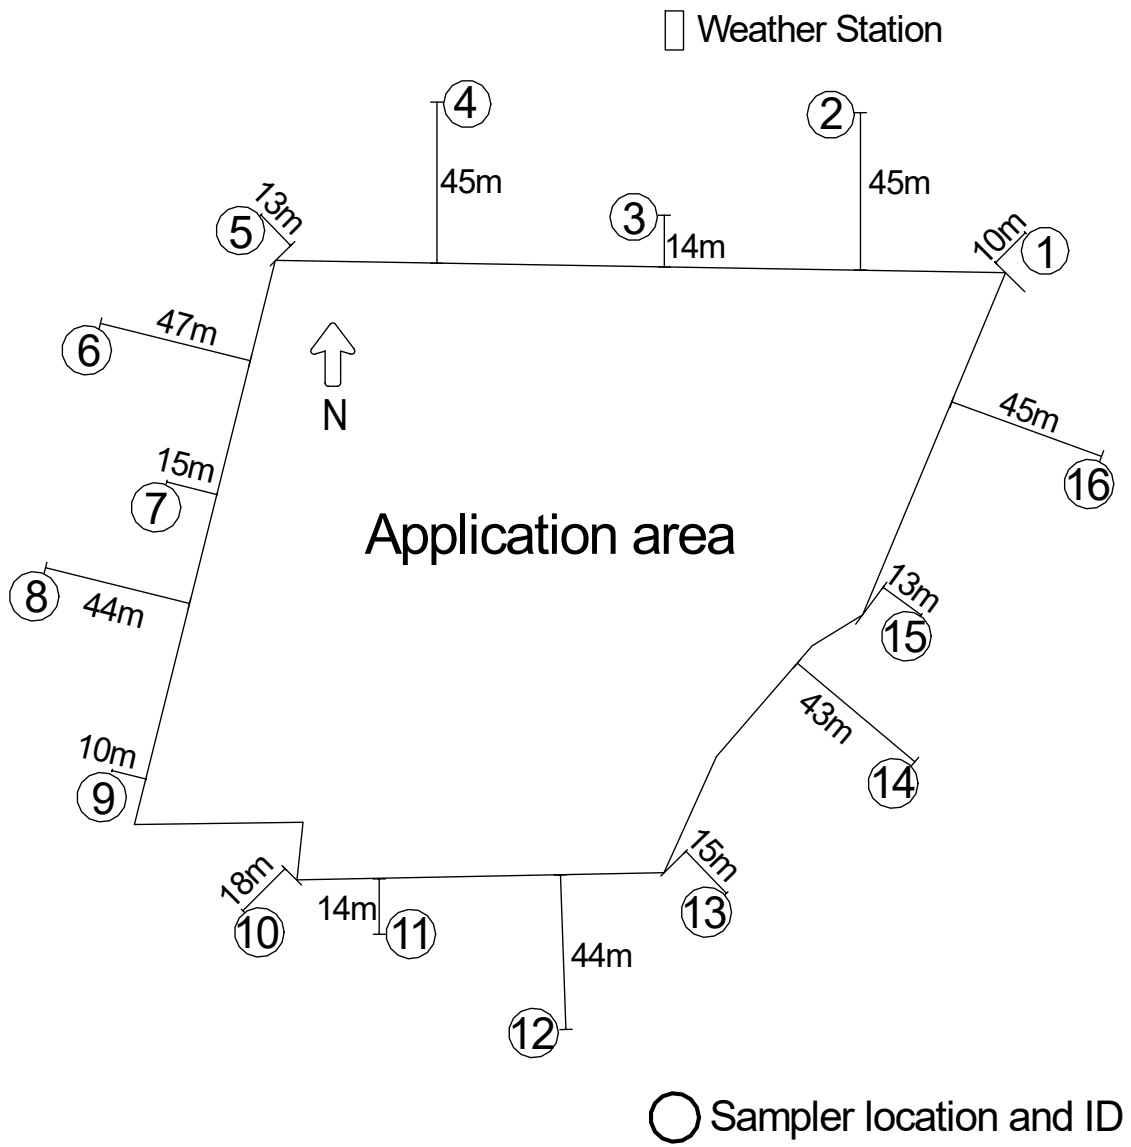 Weather Station
4
2
45m
45m
13m
5
3
14m
10m
1
47m
6
N
45m
16
15m
7
Application area
8
44m
13m
15
43m
14
10m
9
18m
10
14m
11
15m
13
44m
12
Sampler location and ID